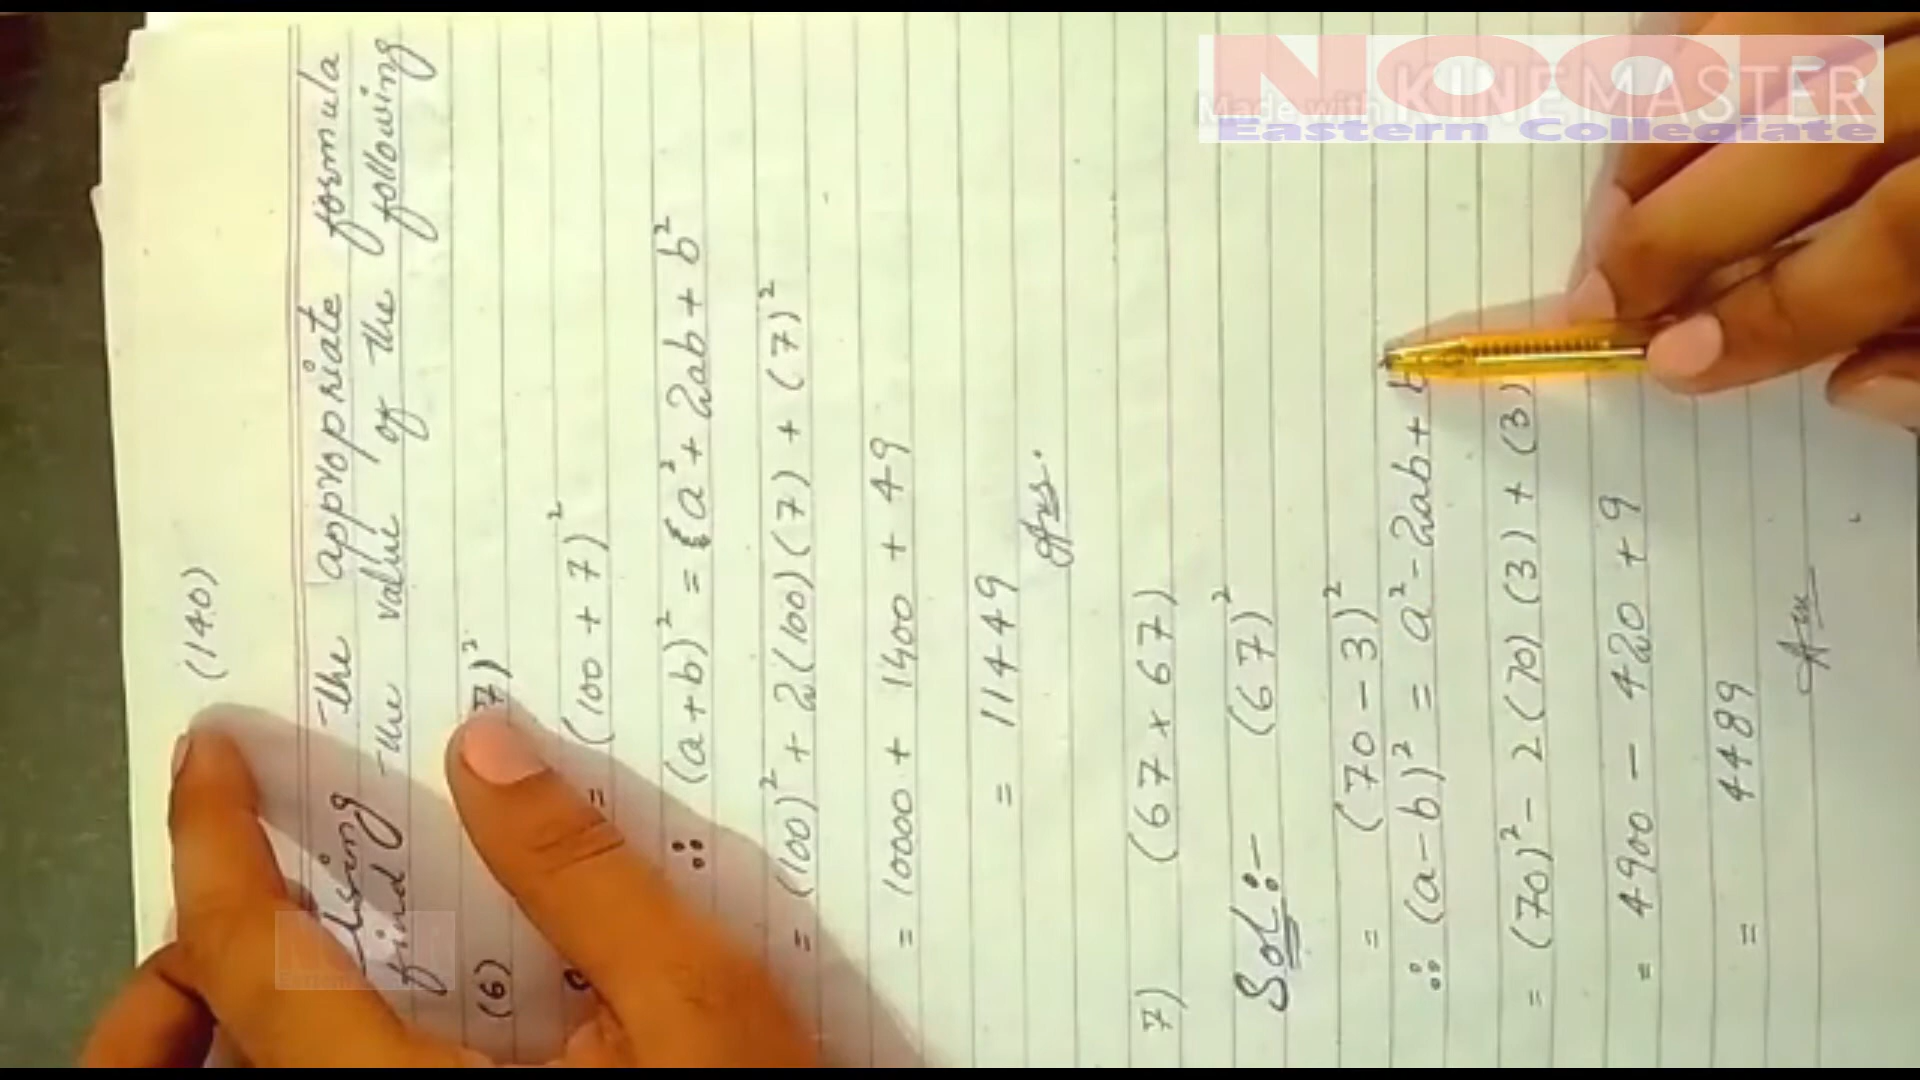 (140)
Using the appropriate formula
find the value of the following
(6) 7)²
= (100 + 7)²
∴ (a+b)² = a² + 2ab + b²
= (100)² + 2(100)(7) + (7)²
= 10000 + 1400 + 49
= 11449
Ans.
7) (67 × 67)
Sol:- (67)²
= (70 - 3)²
∴ (a-b)² = a² - 2ab +
= (70)² - 2(70)(3) + (3)
= 4900 - 420 + 9
= 4489
Ans
NOOR
Made with KINEMASTER
Eastern Collegiate